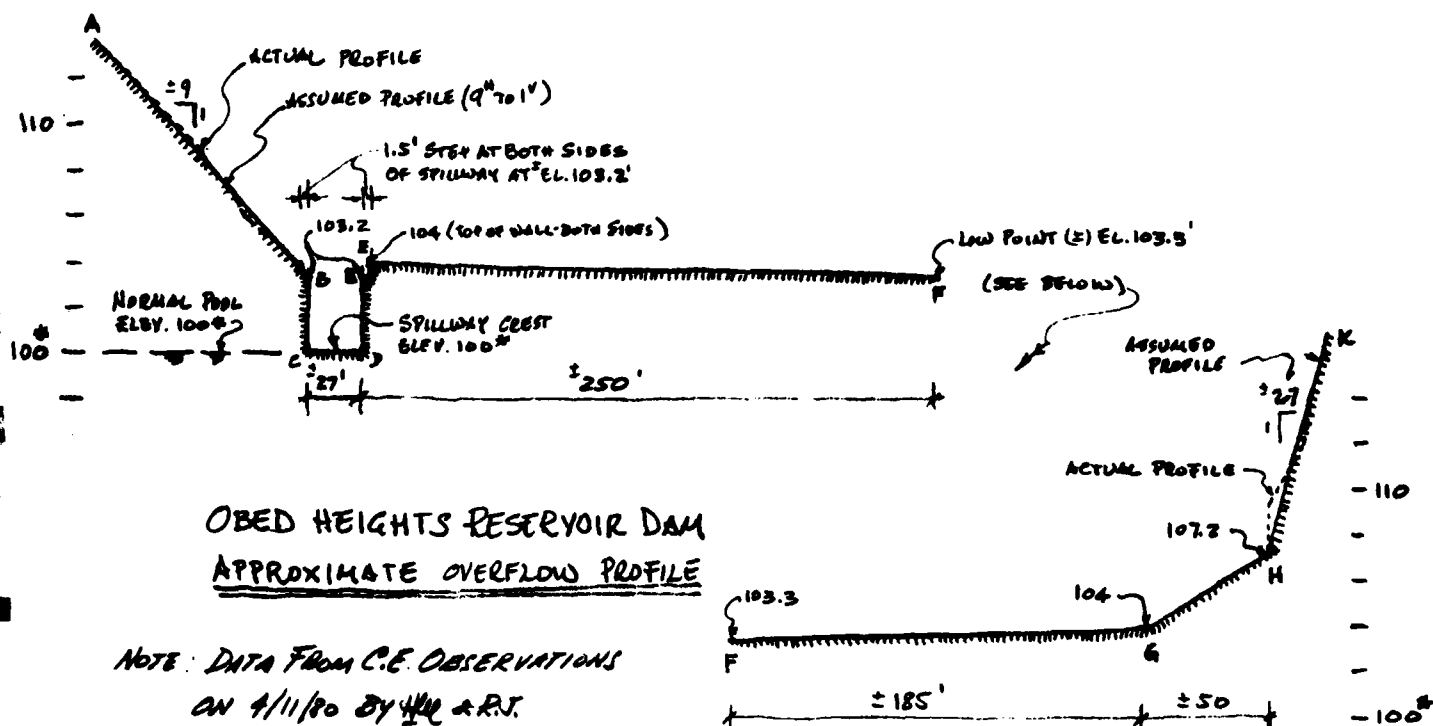 A
ACTUAL PROFILE
±9
1
ASSUMED PROFILE (9ᴴ TO 1ⱽ)
110
1.5' STEP AT BOTH SIDES
OF SPILLWAY AT ± EL. 103.2'
103.2
104 (TOP OF WALL-BOTH SIDES)
E
LOW POINT (±) EL. 103.3'
B
B
F
(SEE BELOW)
NORMAL POOL
ELEV. 100*
SPILLWAY CREST
ELEV. 100*
100*
C
D
±27'
±250'
ASSUMED
PROFILE
K
±27
1
ACTUAL PROFILE
110
107.2
H
OBED HEIGHTS RESERVOIR DAM
APPROXIMATE OVERFLOW PROFILE
103.3
104
F
G
NOTE: DATA FROM C.E. OBSERVATIONS
ON 4/11/80 BY & R.J.
±185'
±50
100*